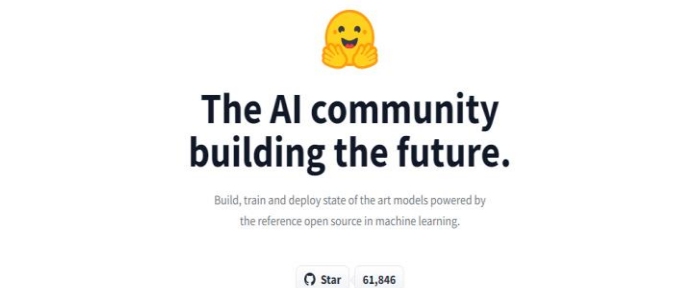 The AI community
building the future.
Build, train and deploy state of the art models powered by
the reference open source in machine learning.
Star 61,846